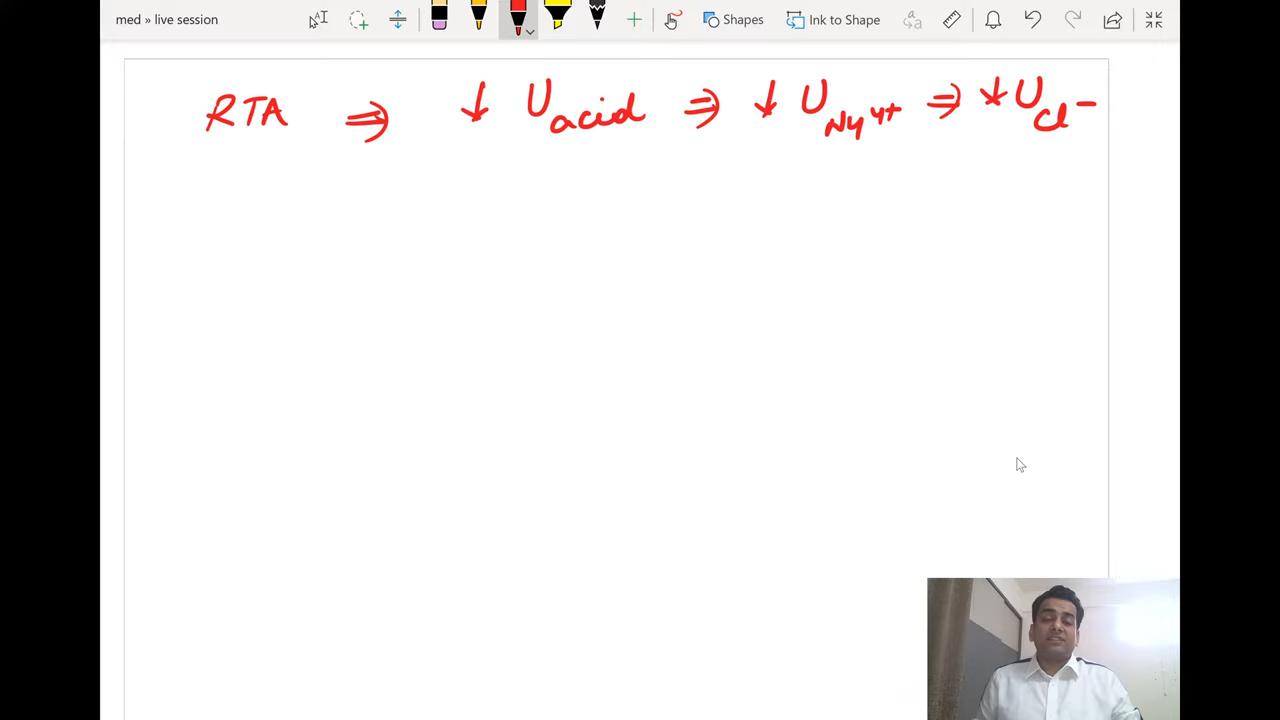 med » live session
Shapes
Ink to Shape
RTA ⇒ ↓ U acid ⇒ ↓ U NH4+ ⇒ ↓ U Cl-